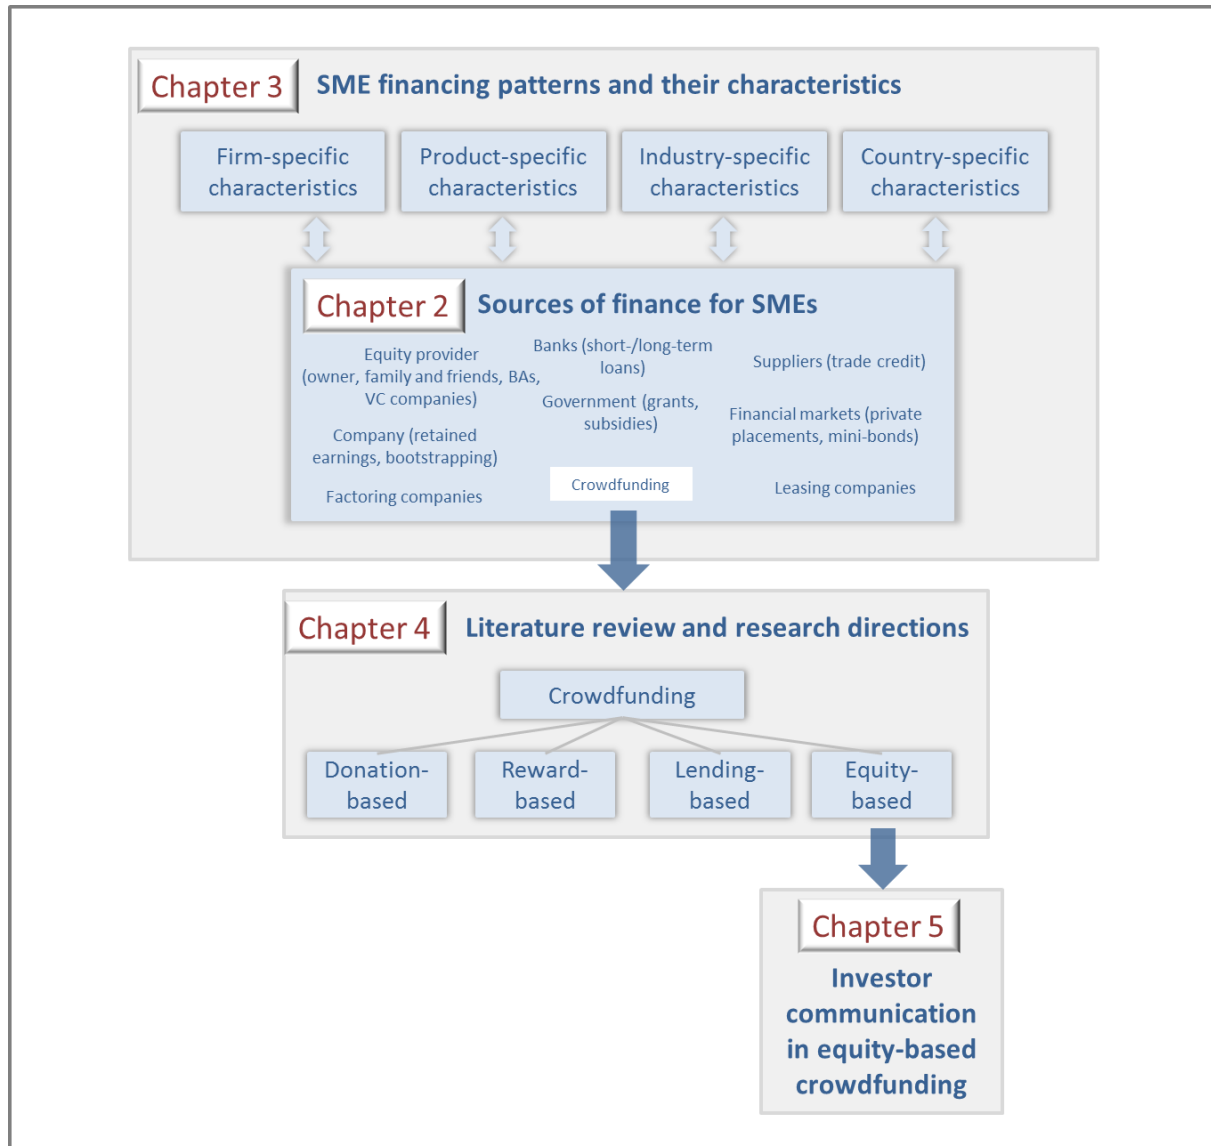 Chapter 3
SME financing patterns and their characteristics
Firm-specific
characteristics
Product-specific
characteristics
Industry-specific
characteristics
Country-specific
characteristics
Chapter 2
Sources of finance for SMEs
Equity provider
(owner, family and friends, BAs,
VC companies)
Banks (short-/long-term
loans)
Suppliers (trade credit)
Government (grants,
subsidies)
Financial markets (private
placements, mini-bonds)
Company (retained
earnings, bootstrapping)
Factoring companies
Crowdfunding
Leasing companies
Chapter 4
Literature review and research directions
Crowdfunding
Donation-
based
Reward-
based
Lending-
based
Equity-
based
Chapter 5
Investor
communication
in equity-based
crowdfunding